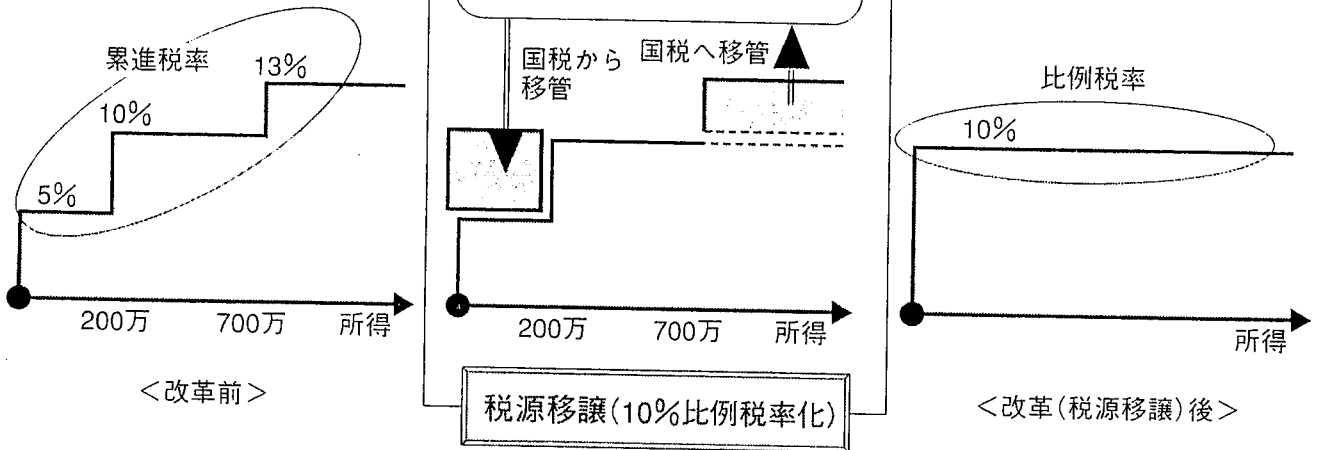 累進税率
13%
10%
5%
200万
700万
所得
<改革前>
国税から
移管
国税へ移管
200万
700万
所得
税源移譲(10%比例税率化)
比例税率
10%
所得
<改革(税源移譲)後>